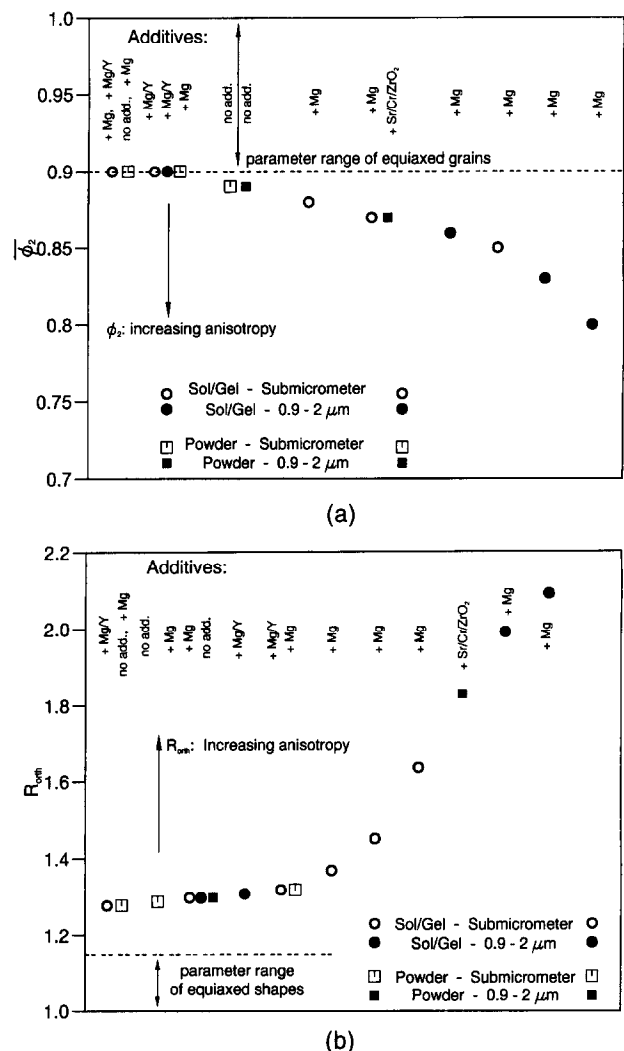 1.0
Additives:
+ Mg, + Mg/Y
no add., + Mg
+ Mg/Y
+ Mg/Y
+ Mg
no add.
no add.
+ Mg
+ Mg
+ Sr/Cr/ZrO₂
+ Mg
+ Mg
+ Mg
+ Mg
0.95
parameter range of equiaxed grains
0.9
0.85
ϕ₂
ϕ₂: increasing anisotropy
0.8
Sol/Gel - Submicrometer
Sol/Gel - 0.9 - 2 μm
0.75
Powder - Submicrometer
Powder - 0.9 - 2 μm
0.7
(a)
2.2
Additives:
+ Mg/Y
no add., + Mg
no add.
+ Mg
+ Mg
no add.
+ Mg/Y
+ Mg/Y
+ Mg
+ Mg
+ Mg
+ Mg
+ Sr/Cr/ZrO₂
+ Mg
+ Mg
2.0
1.8
R_orth: Increasing anisotropy
1.6
R_orth
1.4
1.2
Sol/Gel - Submicrometer
Sol/Gel - 0.9 - 2 μm
parameter range
of equiaxed shapes
Powder - Submicrometer
Powder - 0.9 - 2 μm
1.0
(b)